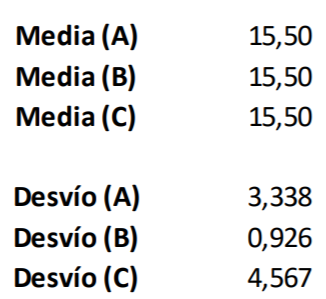 Media (A) 15,50
Media (B) 15,50
Media (C) 15,50
Desvío (A) 3,338
Desvío (B) 0,926
Desvío (C) 4,567